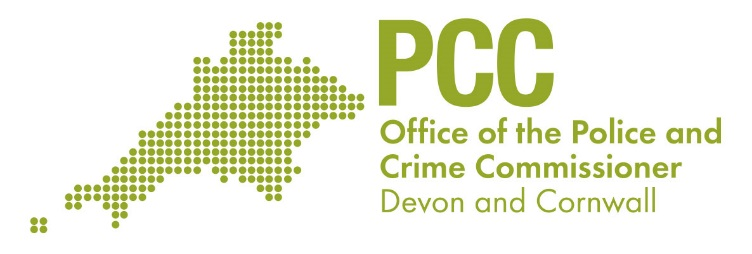 PCC
Office of the Police and
Crime Commissioner
Devon and Cornwall